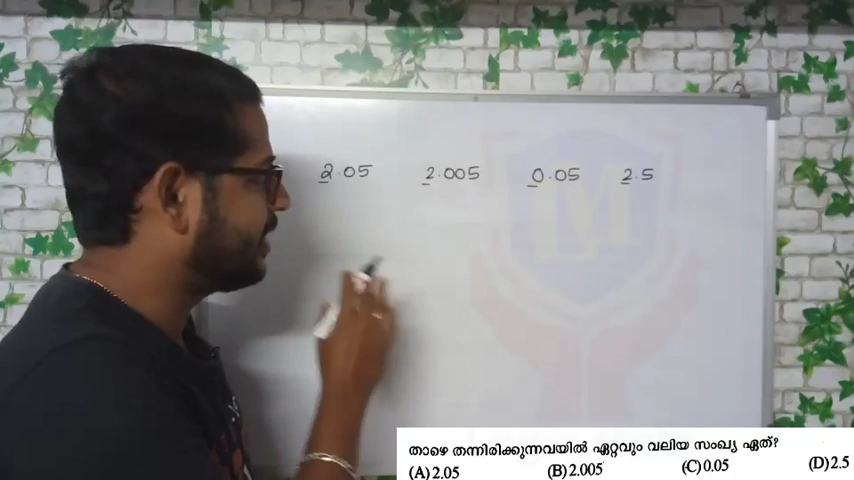 2.05 2.005 0.05 2.5
LM
താഴെ തന്നിരിക്കുന്നവയിൽ ഏറ്റവും വലിയ സംഖ്യ ഏത്?
(A) 2.05 (B) 2.005 (C) 0.05 (D) 2.5